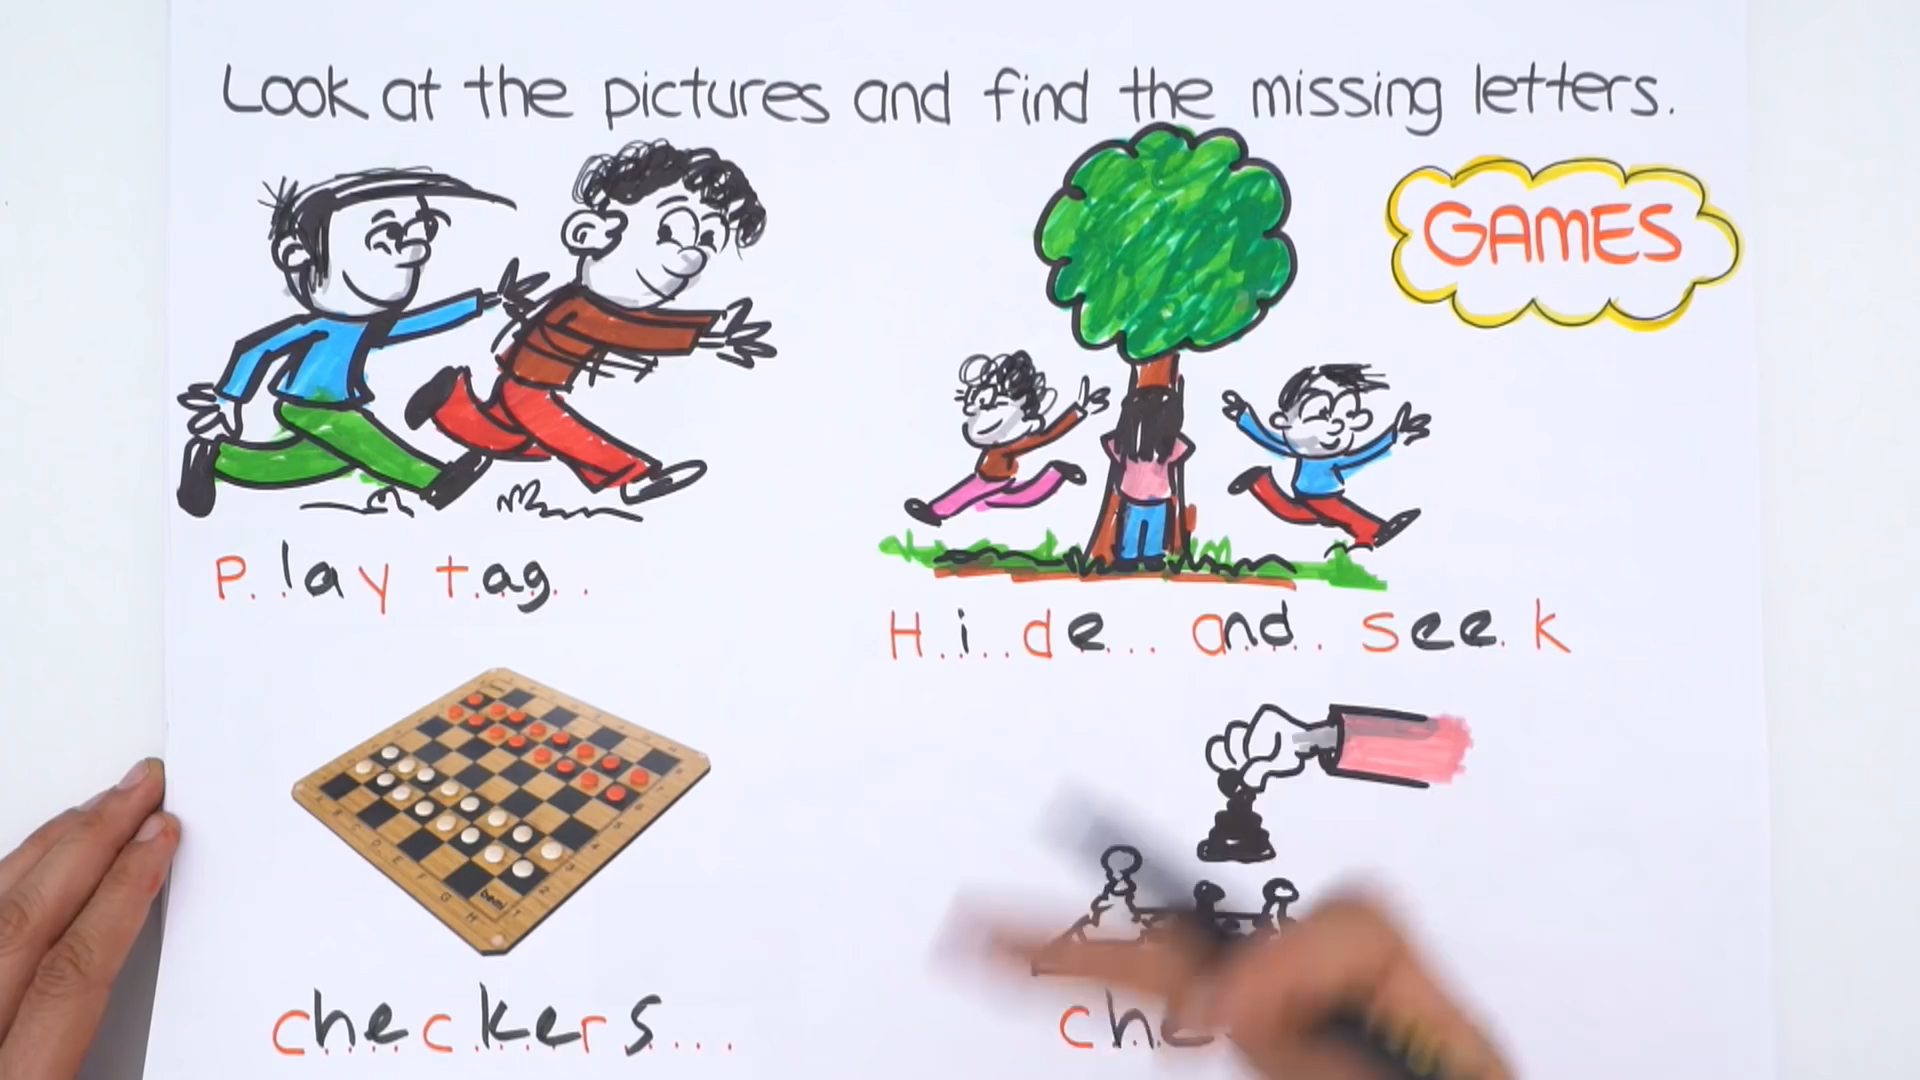 Look at the pictures and find the missing letters.
GAMES
Play tag
Hide and seek
checkers
che